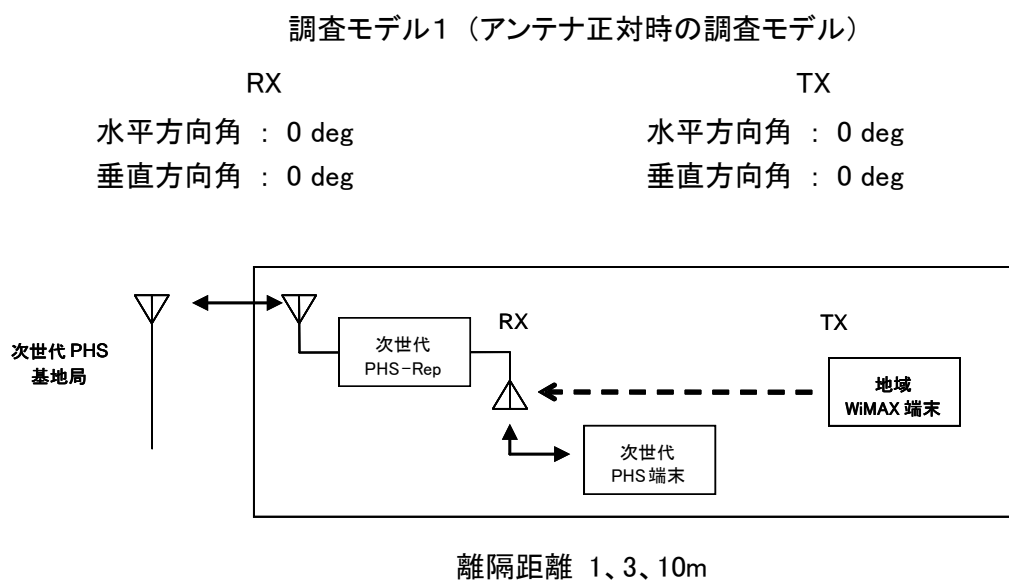 調査モデル1 (アンテナ正対時の調査モデル)
RX
TX
水平方向角 : 0 deg
水平方向角 : 0 deg
垂直方向角 : 0 deg
垂直方向角 : 0 deg
次世代 PHS
基地局
次世代
PHS-Rep
RX
TX
地域
WiMAX 端末
次世代
PHS 端末
離隔距離 1、3、10m